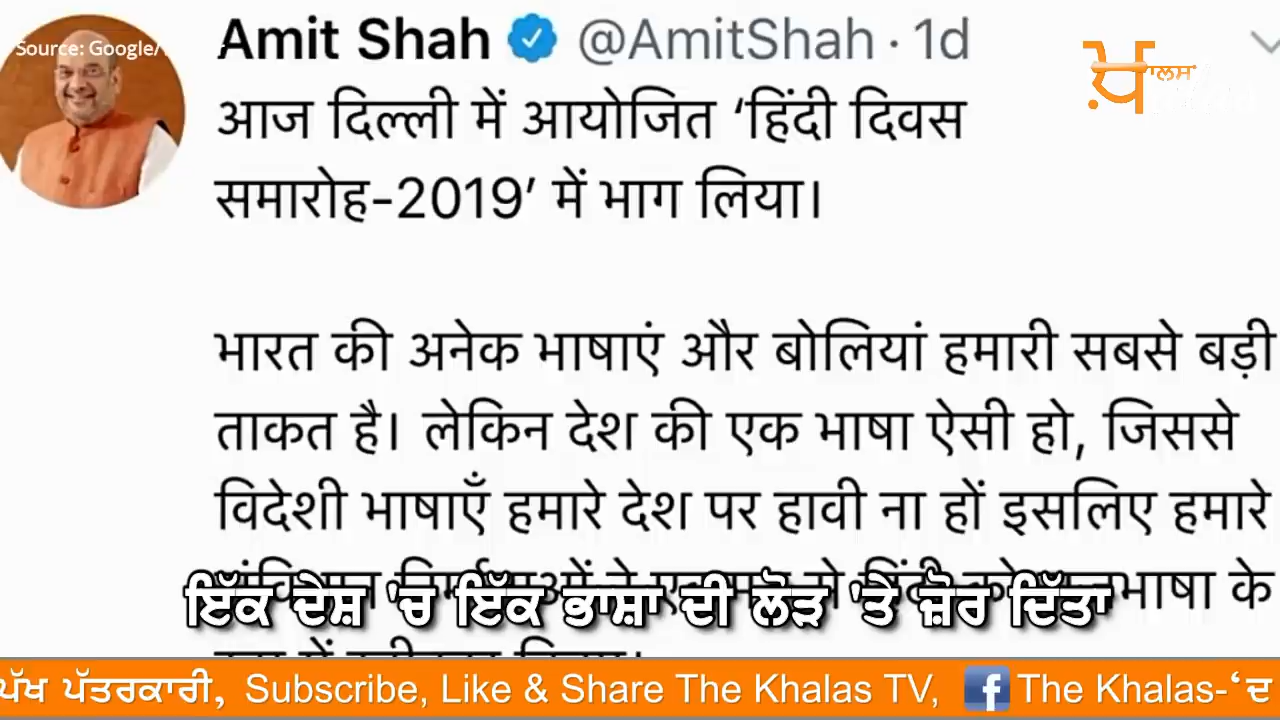 Source: Google/
Amit Shah @AmitShah · 1d
ਖ਼ਾਲਸ
आज दिल्ली में आयोजित ‘हिंदी दिवस
समारोह-2019’ में भाग लिया।
भारत की अनेक भाषाएं और बोलियां हमारी सबसे बड़ी
ताकत है। लेकिन देश की एक भाषा ऐसी हो, जिससे
विदेशी भाषाएँ हमारे देश पर हावी ना हों इसलिए हमारे
भाषा के
ਇੱਕ ਦੇਸ਼ 'ਚ ਇੱਕ ਭਾਸ਼ਾ ਦੀ ਲੋੜ 'ਤੇ ਜ਼ੋਰ ਦਿੱਤਾ
ਪੱਖ ਪੱਤਰਕਾਰੀ, Subscribe, Like & Share The Khalas TV, f The Khalas-‘ਦ